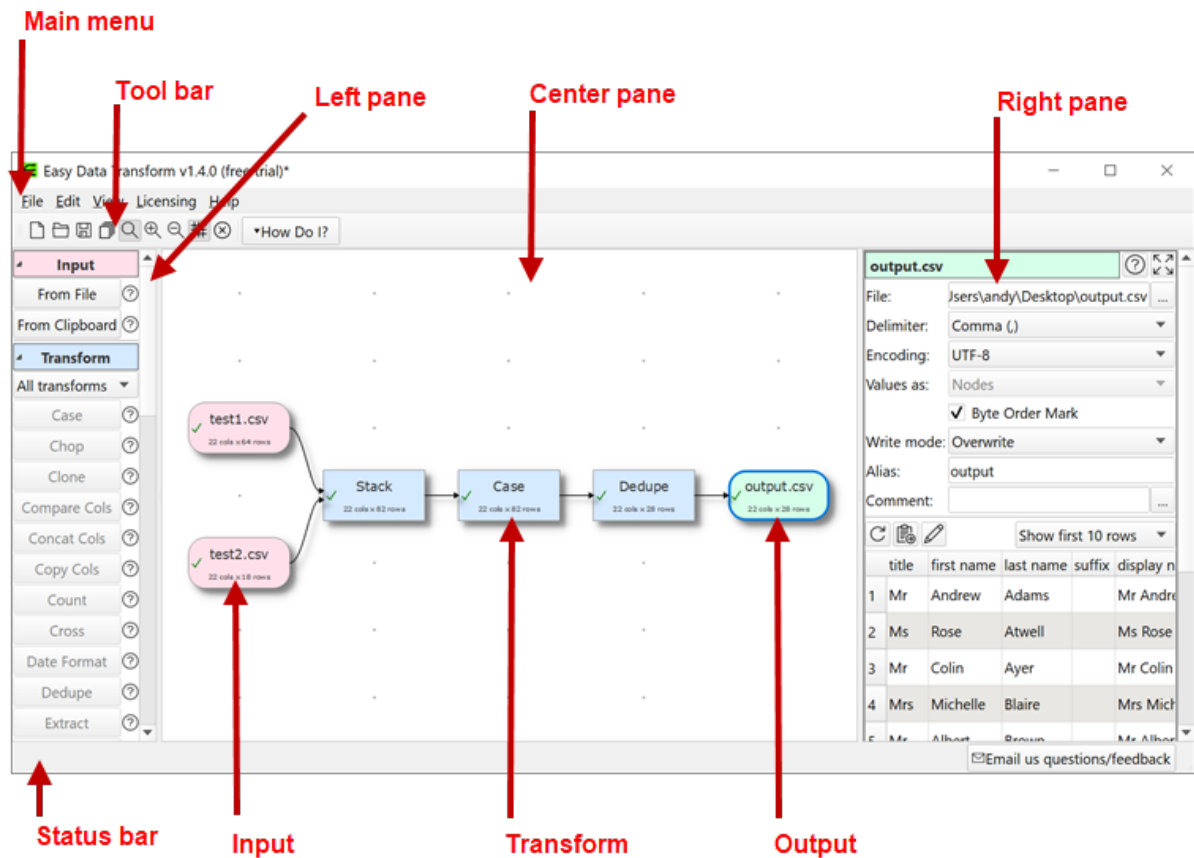 Main menu
Tool bar
Left pane
Center pane
Right pane
Easy Data Transform v1.4.0 (free trial)*
File Edit View Licensing Help
How Do I?
Input
From File
From Clipboard
Transform
All transforms
Case
Chop
Clone
Compare Cols
Concat Cols
Copy Cols
Count
Cross
Date Format
Dedupe
Extract
test1.csv
22 cols x 64 rows
test2.csv
22 cols x 18 rows
Stack
22 cols x 82 rows
Case
22 cols x 82 rows
Dedupe
22 cols x 28 rows
output.csv
22 cols x 28 rows
output.csv
File: Jsers\andy\Desktop\output.csv ...
Delimiter: Comma (,)
Encoding: UTF-8
Values as: Nodes
Byte Order Mark
Write mode: Overwrite
Alias: output
Comment: ...
Show first 10 rows
title first name last name suffix display n
1 Mr Andrew Adams Mr Andre
2 Ms Rose Atwell Ms Rose
3 Mr Colin Ayer Mr Colin
4 Mrs Michelle Blaire Mrs Mich
5 Mr Albert Brown Mr Alber
Email us questions/feedback
Status bar
Input
Transform
Output